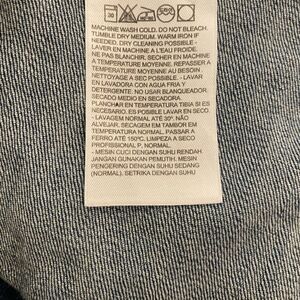 30
MACHINE WASH COLD. DO NOT BLEACH.
TUMBLE DRY MEDIUM. WARM IRON IF
NEEDED. DRY CLEANING POSSIBLE -
LAVER EN MACHINE A L'EAU FROIDE.
NE PAS BLANCHIR. SECHER EN MACHINE
A TEMPERATURE MOYENNE. REPASSER A
TEMPERATURE MOYENNE AU BESOIN
NETTOYAGE A SEC POSSIBLE. - LAVAR
EN LAVADORA CON AGUA FRIA Y
DETERGENTE. NO USAR BLANQUEADOR.
SECADO MEDIO EN SECADORA
PLANCHAR EN TEMPERATURA TIBIA SI ES
NECESARIO. ES POSIBLE LAVADO EN SECO.
- LAVAGEM NORMAL ATÉ 30º. NÃO
ALVEJAR. SECAGEM EM TAMBOR EM
TEMPERATURA NORMAL. PASSAR A
FERRO ATÉ 150ºC. LIMPEZA A SECO
PROFISSIONAL P, NORMAL.
- MESIN CUCI DENGAN SUHU RENDAH
JANGAN GUNAKAN PEMUTIH. MESIN
PENGERING DENGAN SUHU SEDANG
(NORMAL). SETRIKA DENGAN SUHU